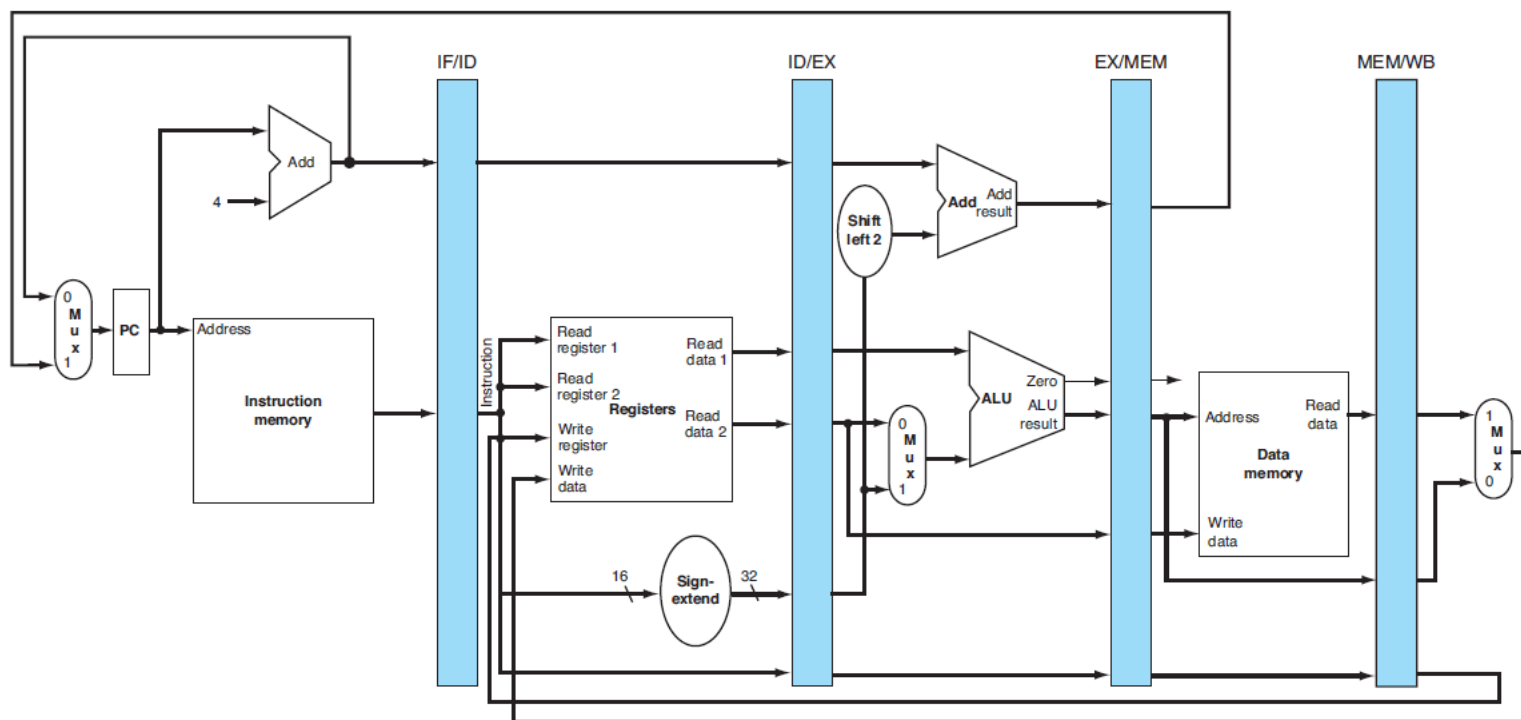 IF/ID
ID/EX
EX/MEM
MEM/WB
Add
4
Shift
left 2
Add
Add
result
0
M
u
x
1
PC
Address
Instruction
memory
Instruction
Read
register 1
Read
register 2
Registers
Write
register
Write
data
Read
data 1
Read
data 2
16
Sign-
extend
32
0
M
u
x
1
Zero
ALU
ALU
result
Address
Read
data
Data
memory
Write
data
1
M
u
x
0